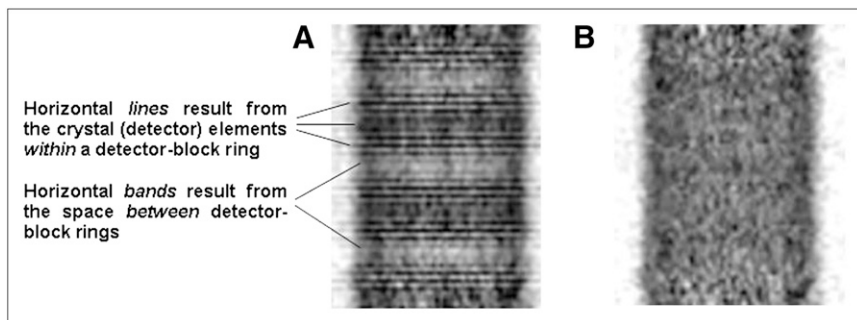 A
B
Horizontal lines result from
the crystal (detector) elements
within a detector-block ring
Horizontal bands result from
the space between detector-
block rings